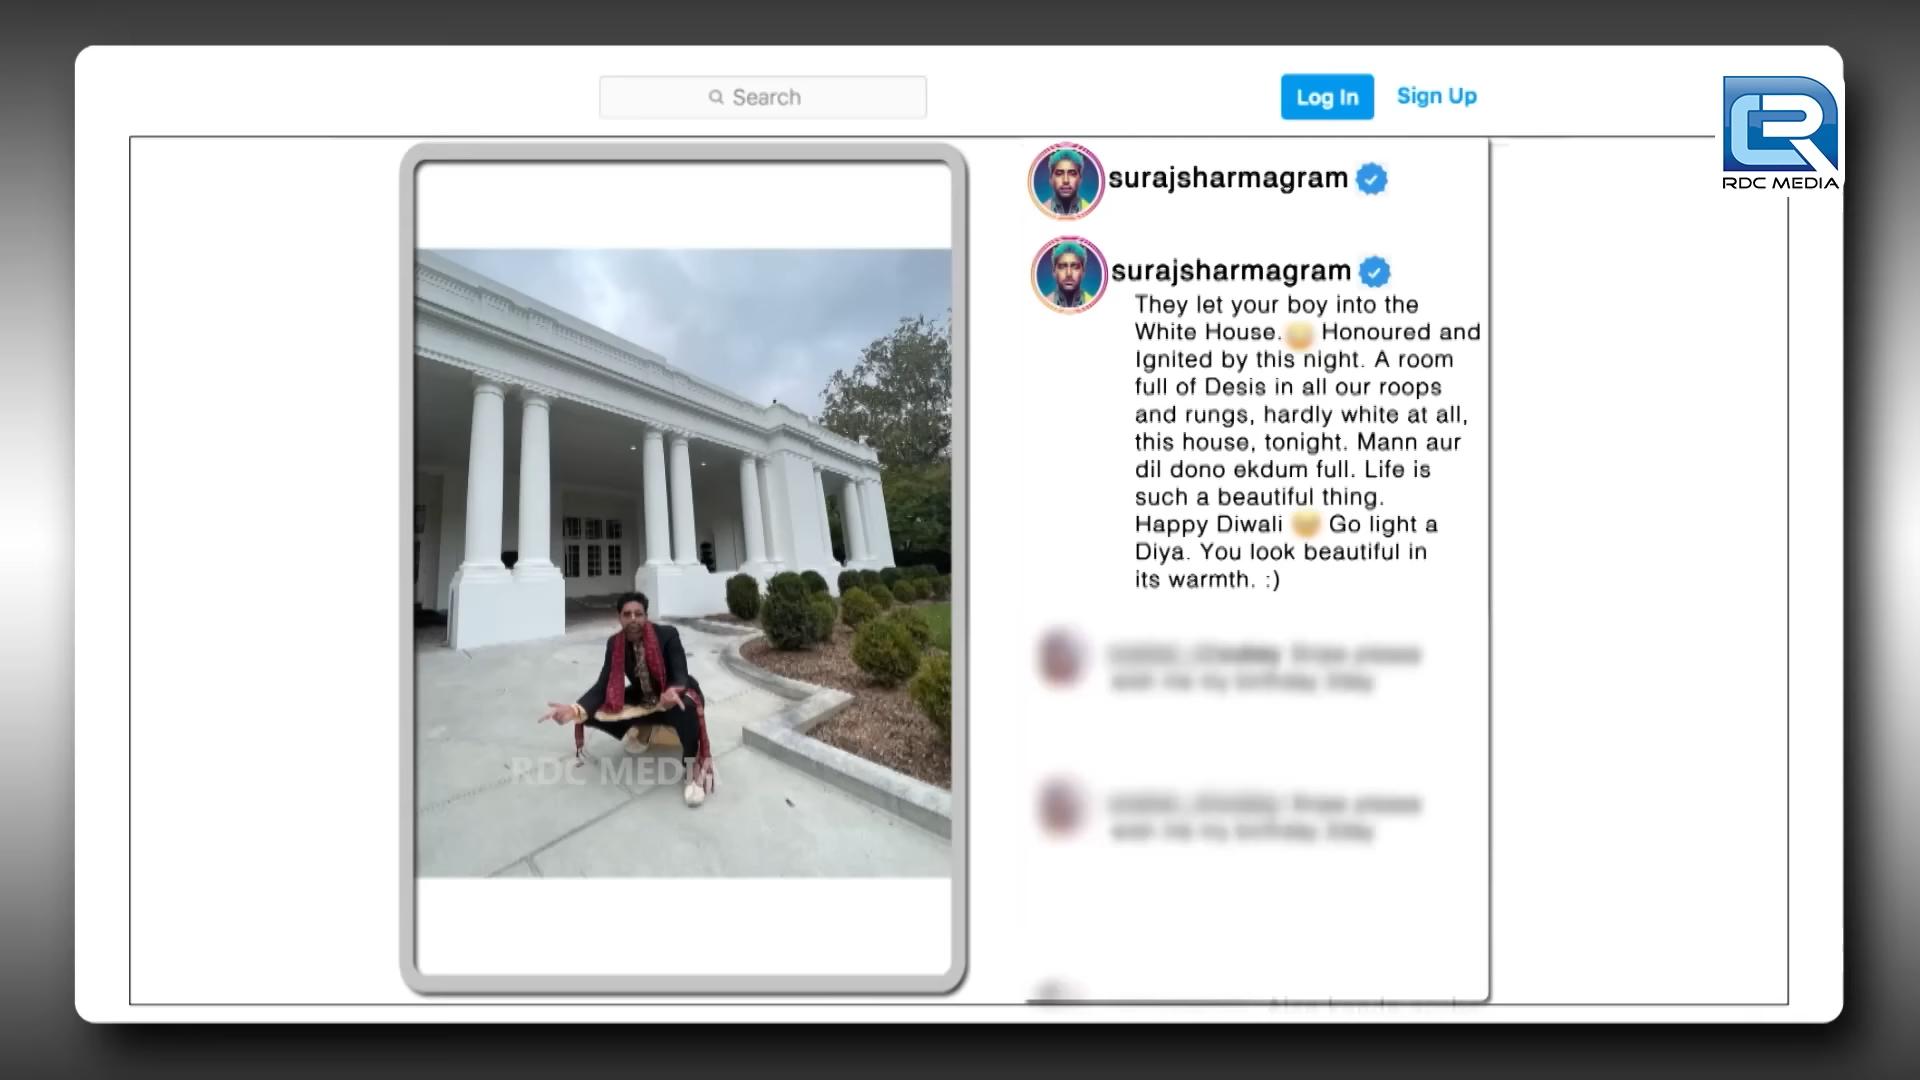 Search
Log In
Sign Up
RDC MEDIA
surajsharmagram
surajsharmagram
They let your boy into the
White House. Honoured and
Ignited by this night. A room
full of Desis in all our roops
and rungs, hardly white at all,
this house, tonight. Mann aur
dil dono ekdum full. Life is
such a beautiful thing.
Happy Diwali Go light a
Diya. You look beautiful in
its warmth. :)
RDC MEDIA